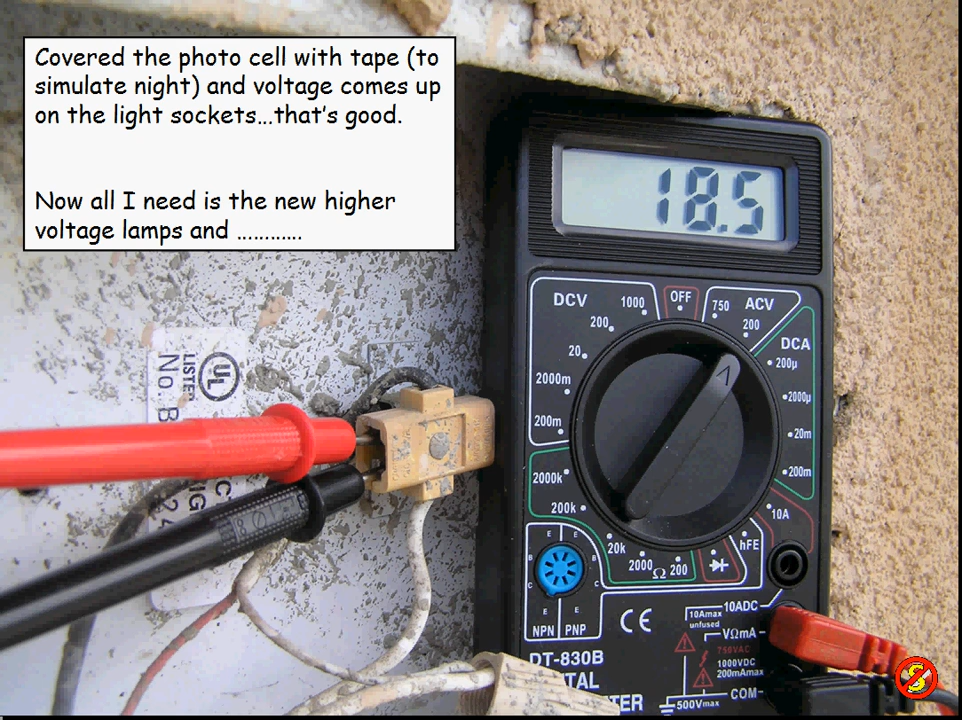 Covered the photo cell with tape (to
simulate night) and voltage comes up
on the light sockets...that's good.
Now all I need is the new higher
voltage lamps and ............
18.5
DCV
1000
OFF
750
ACV
200
200
20
DCA
200µ
2000m
2000µ
200m
20m
2000k
200m
200k
10A
20k
2000
Ω
200
hFE
E
E
B
B
C
C
E
E
NPN
PNP
CE
10Amax
unfused
10ADC
VΩmA
750VAC
1000VDC
200mAmax
COM
500Vmax
DT-830B
UL
LISTE
No. B
S